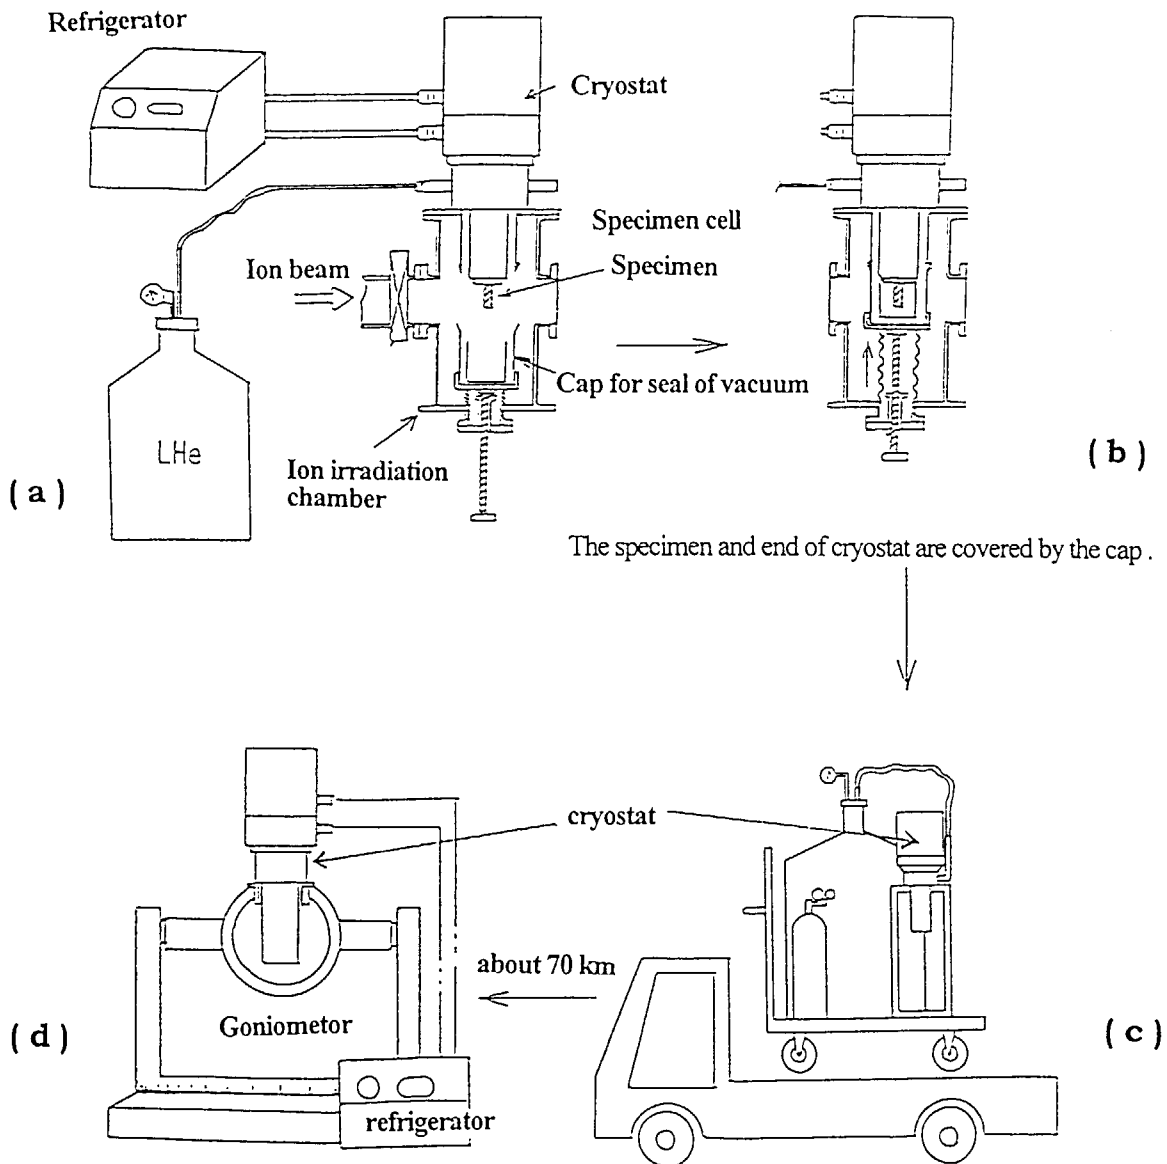 Refrigerator
Cryostat
Specimen cell
Specimen
Ion beam
Cap for seal of vacuum
LHe
Ion irradiation
chamber
( a )
( b )
The specimen and end of cryostat are covered by the cap .
cryostat
about 70 km
Goniometor
( d )
( c )
refrigerator